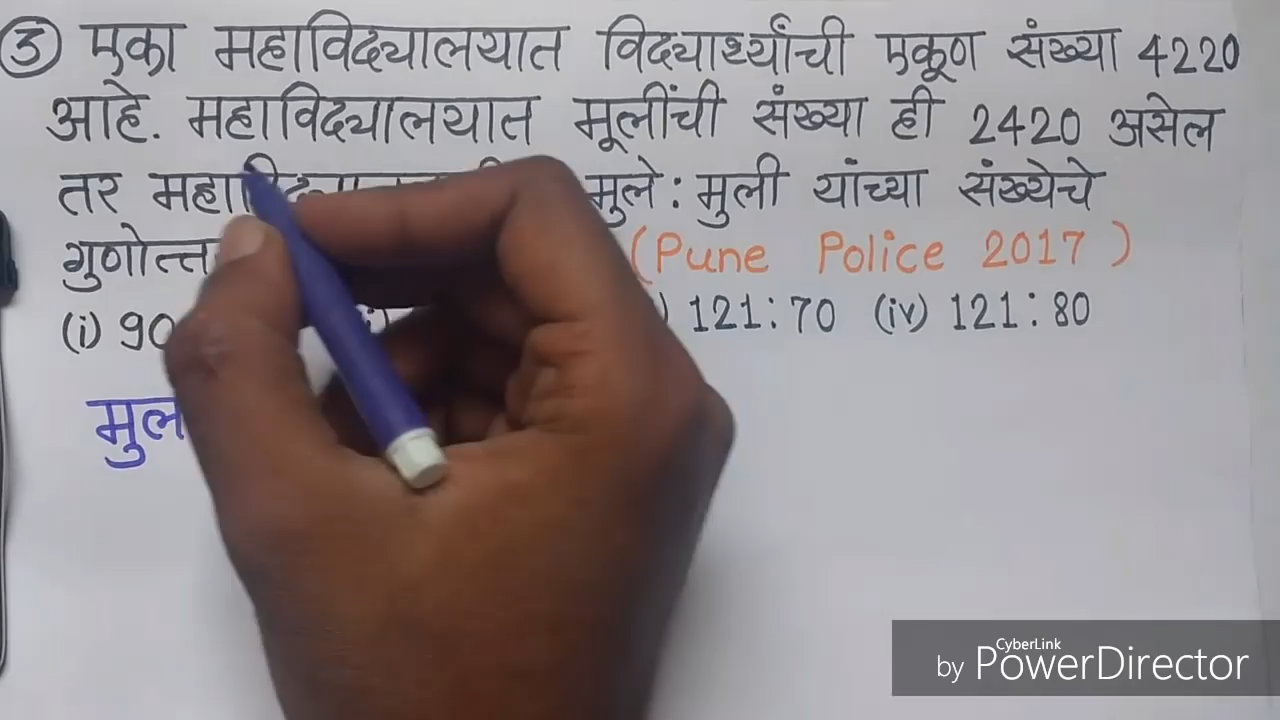 ③ एका महाविद्यालयात विद्यार्थ्यांची एकूण संख्या 4220
आहे. महाविद्यालयात मूलींची संख्या ही 2420 असेल
तर मुले : मुली यांच्या संख्येचे
(Pune Police 2017)
(i) 90 121:70 (iv) 121:80
मुल
CyberLink
by PowerDirector